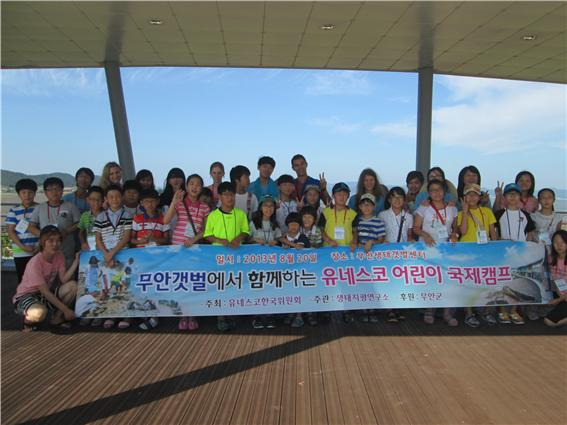 일시 : 2013년 8월 20일 장소 : 무안생태갯벌센터
무안갯벌에서 함께하는 유네스코 어린이 국제캠프
주최 : 유네스코한국위원회 주관 : 생태지평연구소 후원 : 무안군